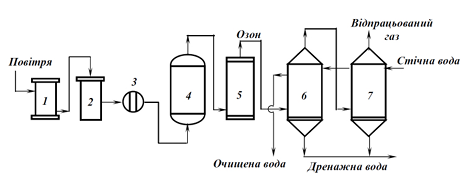 Відпрацьований
газ
Озон
Повітря
Стічна вода
3
1
2
4
5
6
7
Очищена вода
Дренажна вода